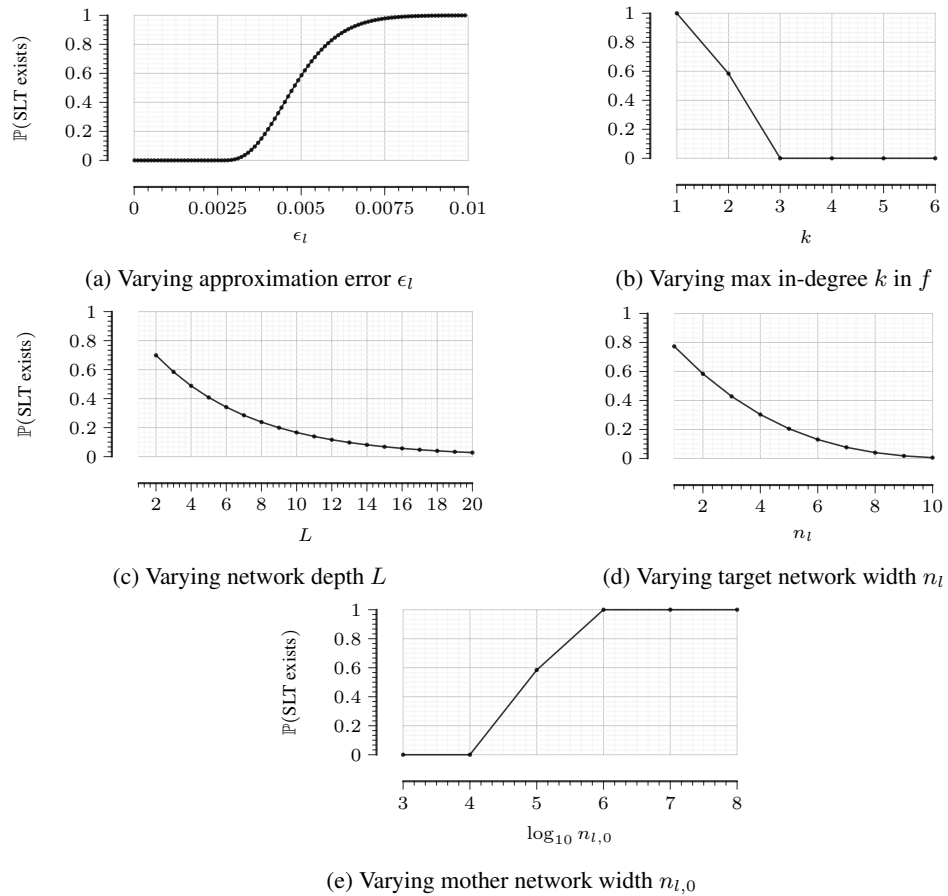 1
0.8
0.6
0.4
0.2
0
ℙ(SLT exists)
0 0.0025 0.005 0.0075 0.01
ϵ_l
(a) Varying approximation error ϵ_l
1
0.8
0.6
0.4
0.2
0
1 2 3 4 5 6
k
(b) Varying max in-degree k in f
1
0.8
0.6
0.4
0.2
0
ℙ(SLT exists)
2 4 6 8 10 12 14 16 18 20
L
(c) Varying network depth L
1
0.8
0.6
0.4
0.2
0
2 4 6 8 10
n_l
(d) Varying target network width n_l
1
0.8
0.6
0.4
0.2
0
ℙ(SLT exists)
3 4 5 6 7 8
log₁₀ n_{l,0}
(e) Varying mother network width n_{l,0}